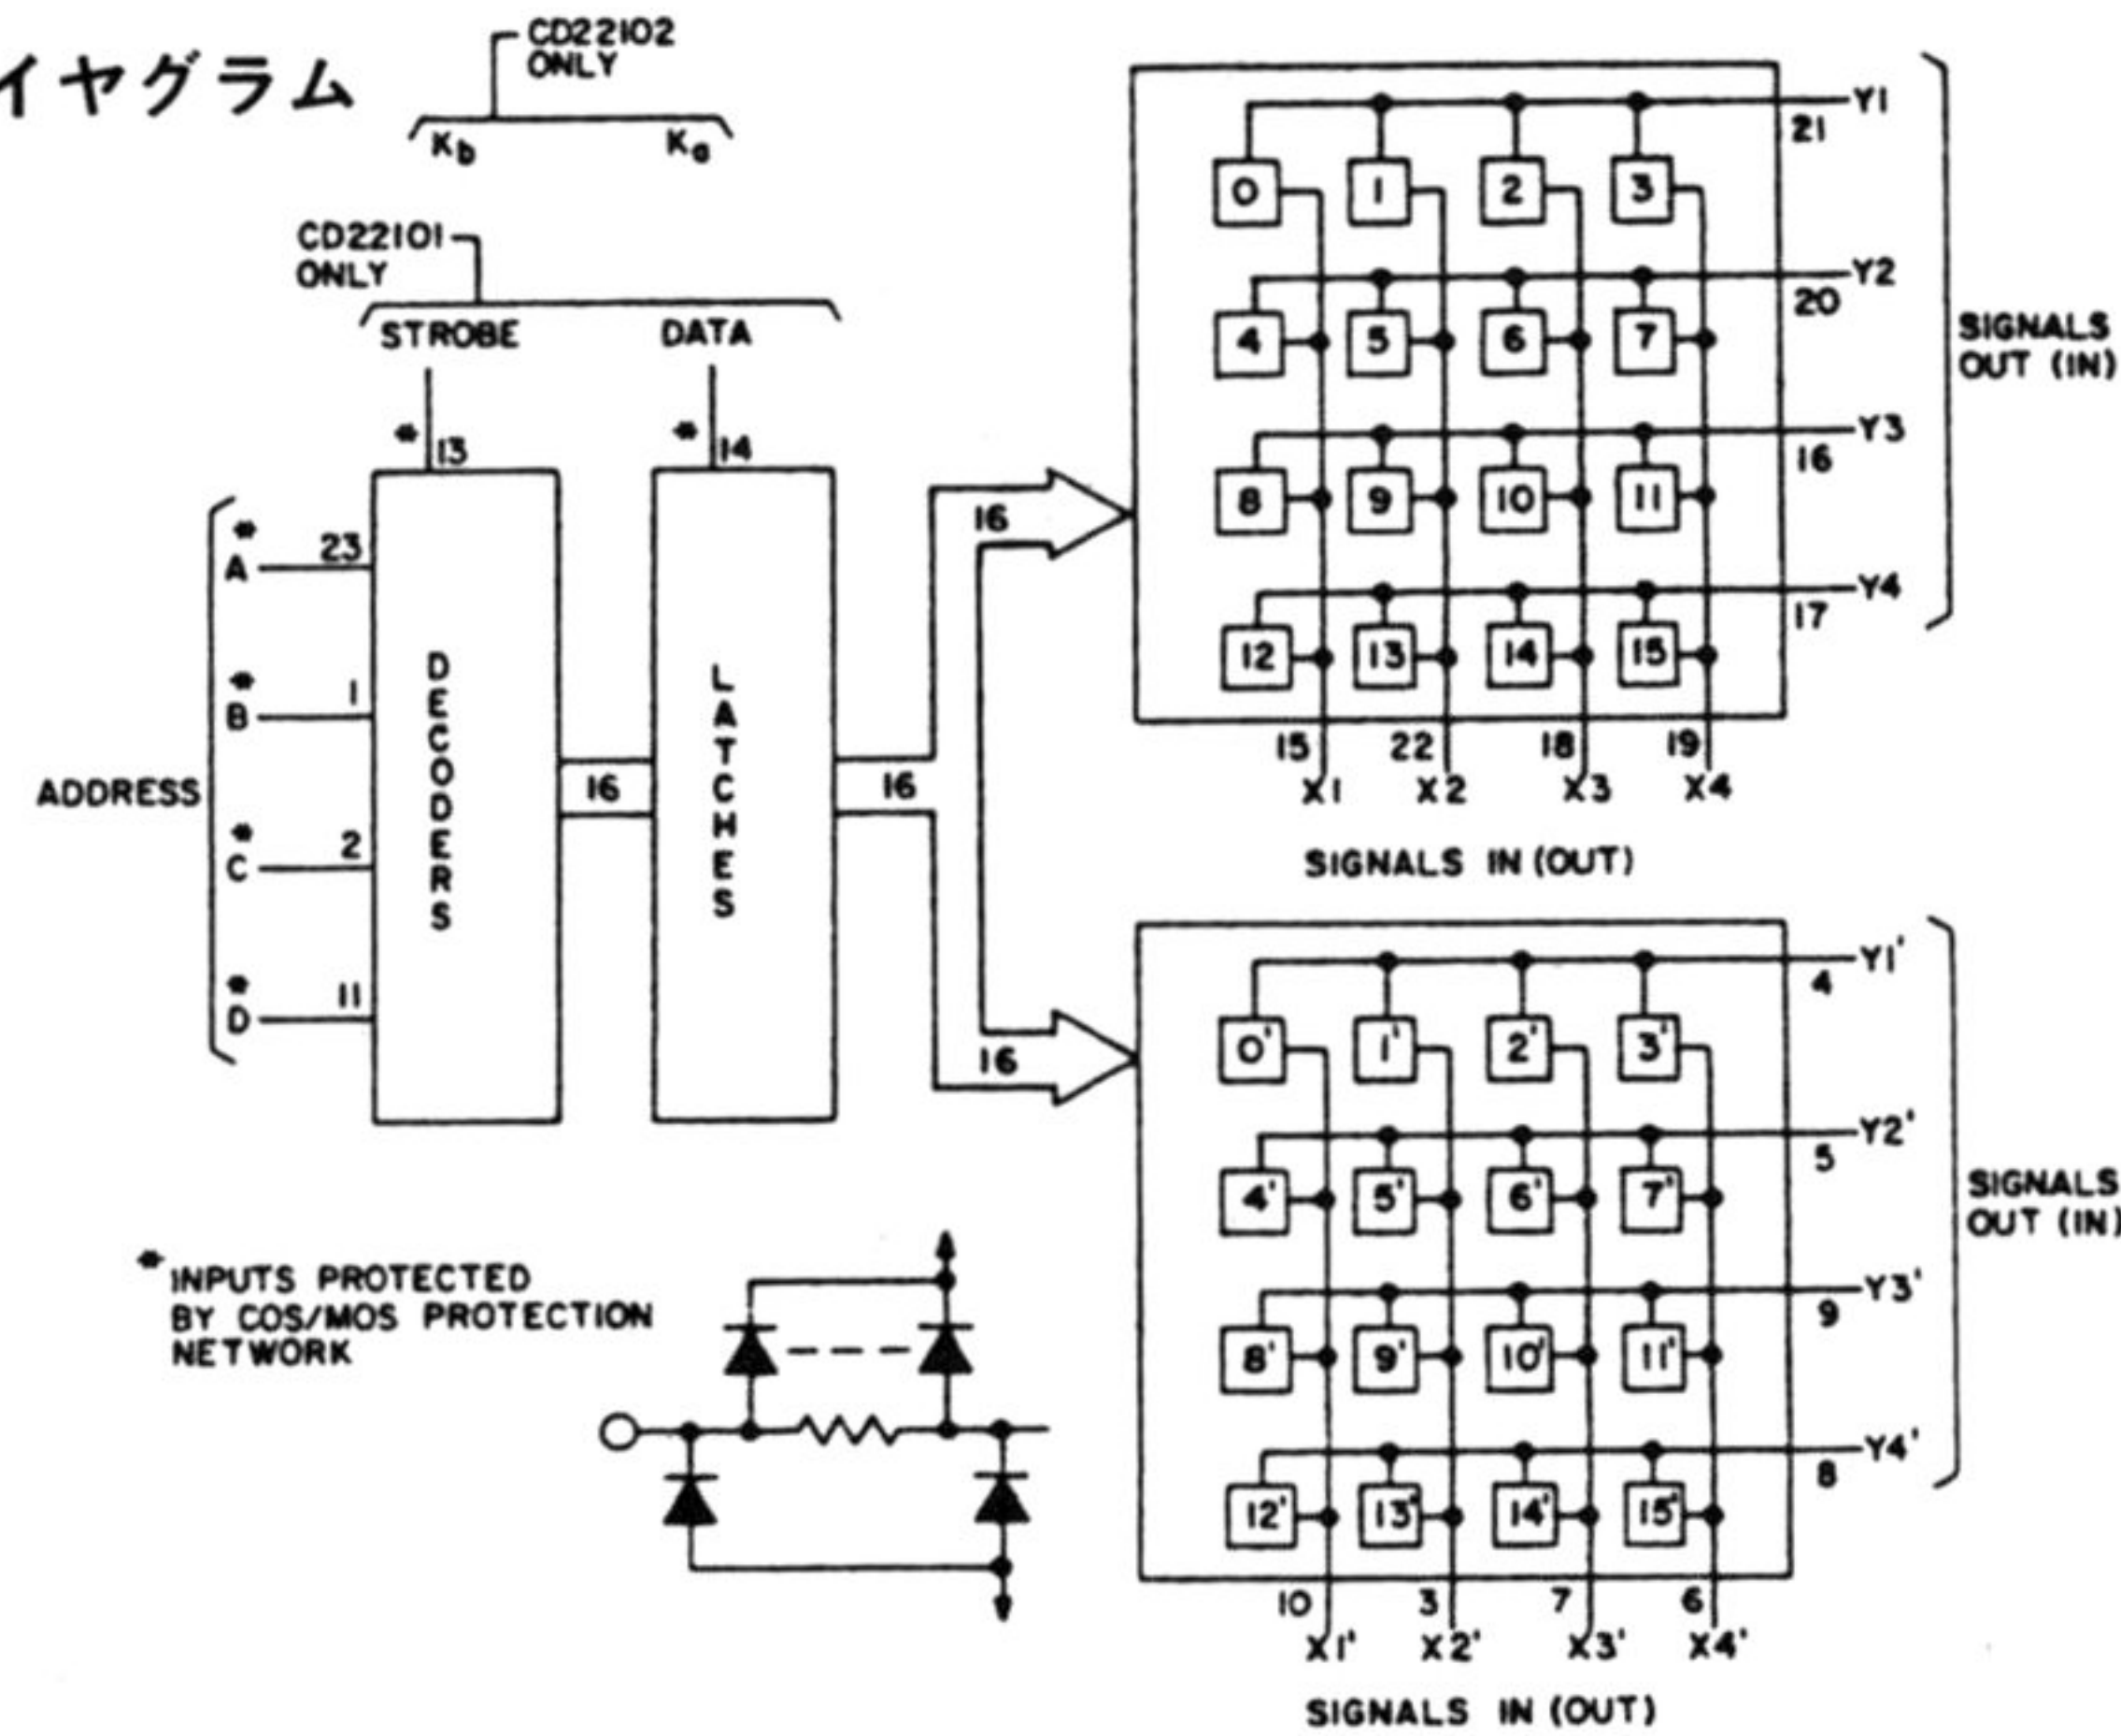 イヤグラム
CD22102
ONLY
Kb Ka
CD22101
ONLY
STROBE DATA
* 13 * 14
ADDRESS
* A 23
* B 1
* C 2
* D 11
DECODERS
16
LATCHES
16
16
16
Y1
21
0 1 2 3
Y2
20
4 5 6 7
Y3
16
8 9 10 11
Y4
17
12 13 14 15
15 22 18 19
X1 X2 X3 X4
SIGNALS
OUT (IN)
SIGNALS IN (OUT)
Y1'
4
0' 1' 2' 3'
Y2'
5
4' 5' 6' 7'
Y3'
9
8' 9' 10' 11'
Y4'
8
12' 13' 14' 15'
10 3 7 6
X1' X2' X3' X4'
SIGNALS
OUT (IN)
SIGNALS IN (OUT)
* INPUTS PROTECTED
BY COS/MOS PROTECTION
NETWORK